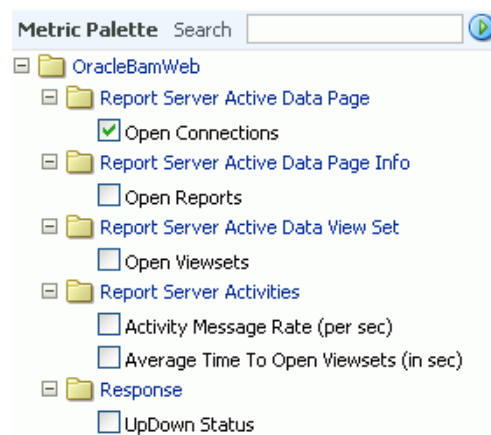 Metric Palette Search
OracleBamWeb
Report Server Active Data Page
Open Connections
Report Server Active Data Page Info
Open Reports
Report Server Active Data View Set
Open Viewsets
Report Server Activities
Activity Message Rate (per sec)
Average Time To Open Viewsets (in sec)
Response
UpDown Status